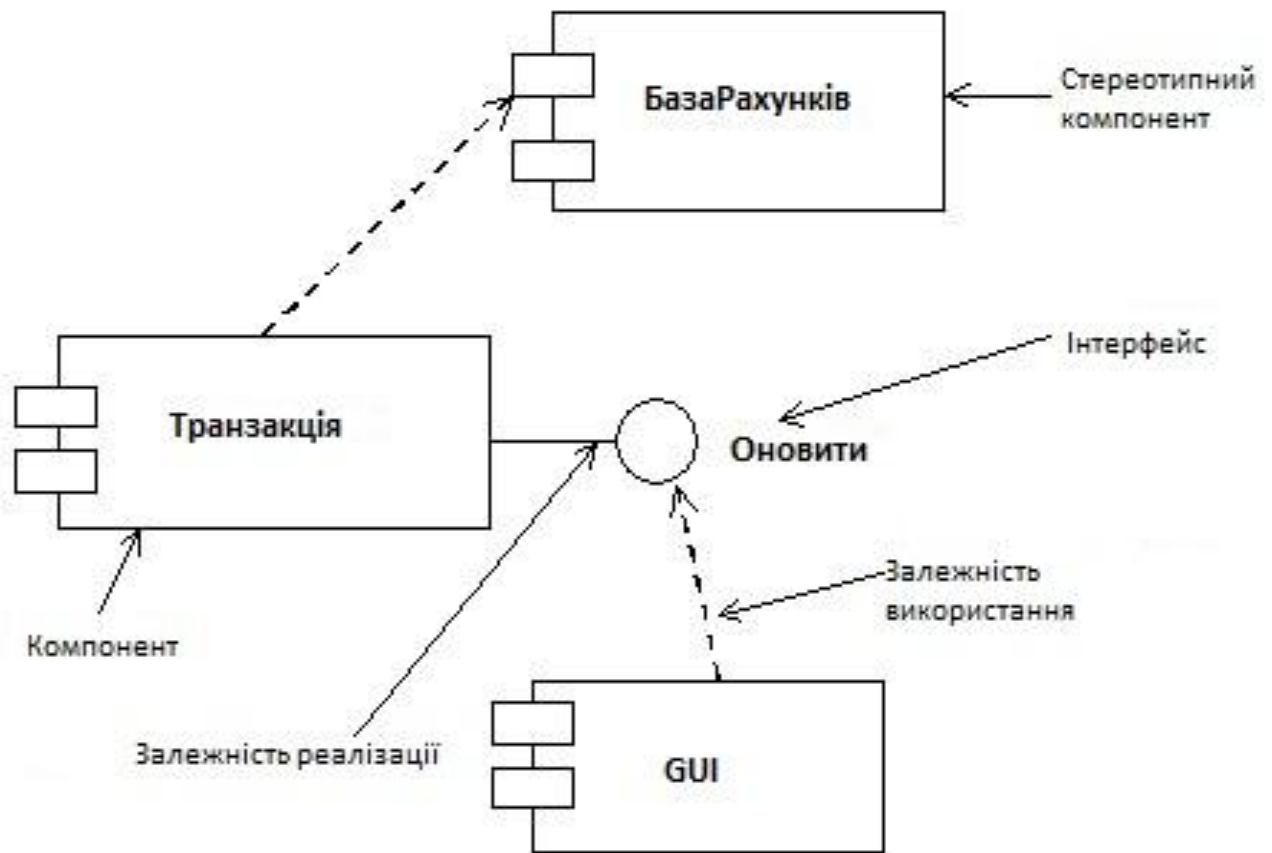 БазаРахунків
Стереотипний
компонент
Інтерфейс
Транзакція
Оновити
Залежність
використання
Компонент
Залежність реалізації
GUI